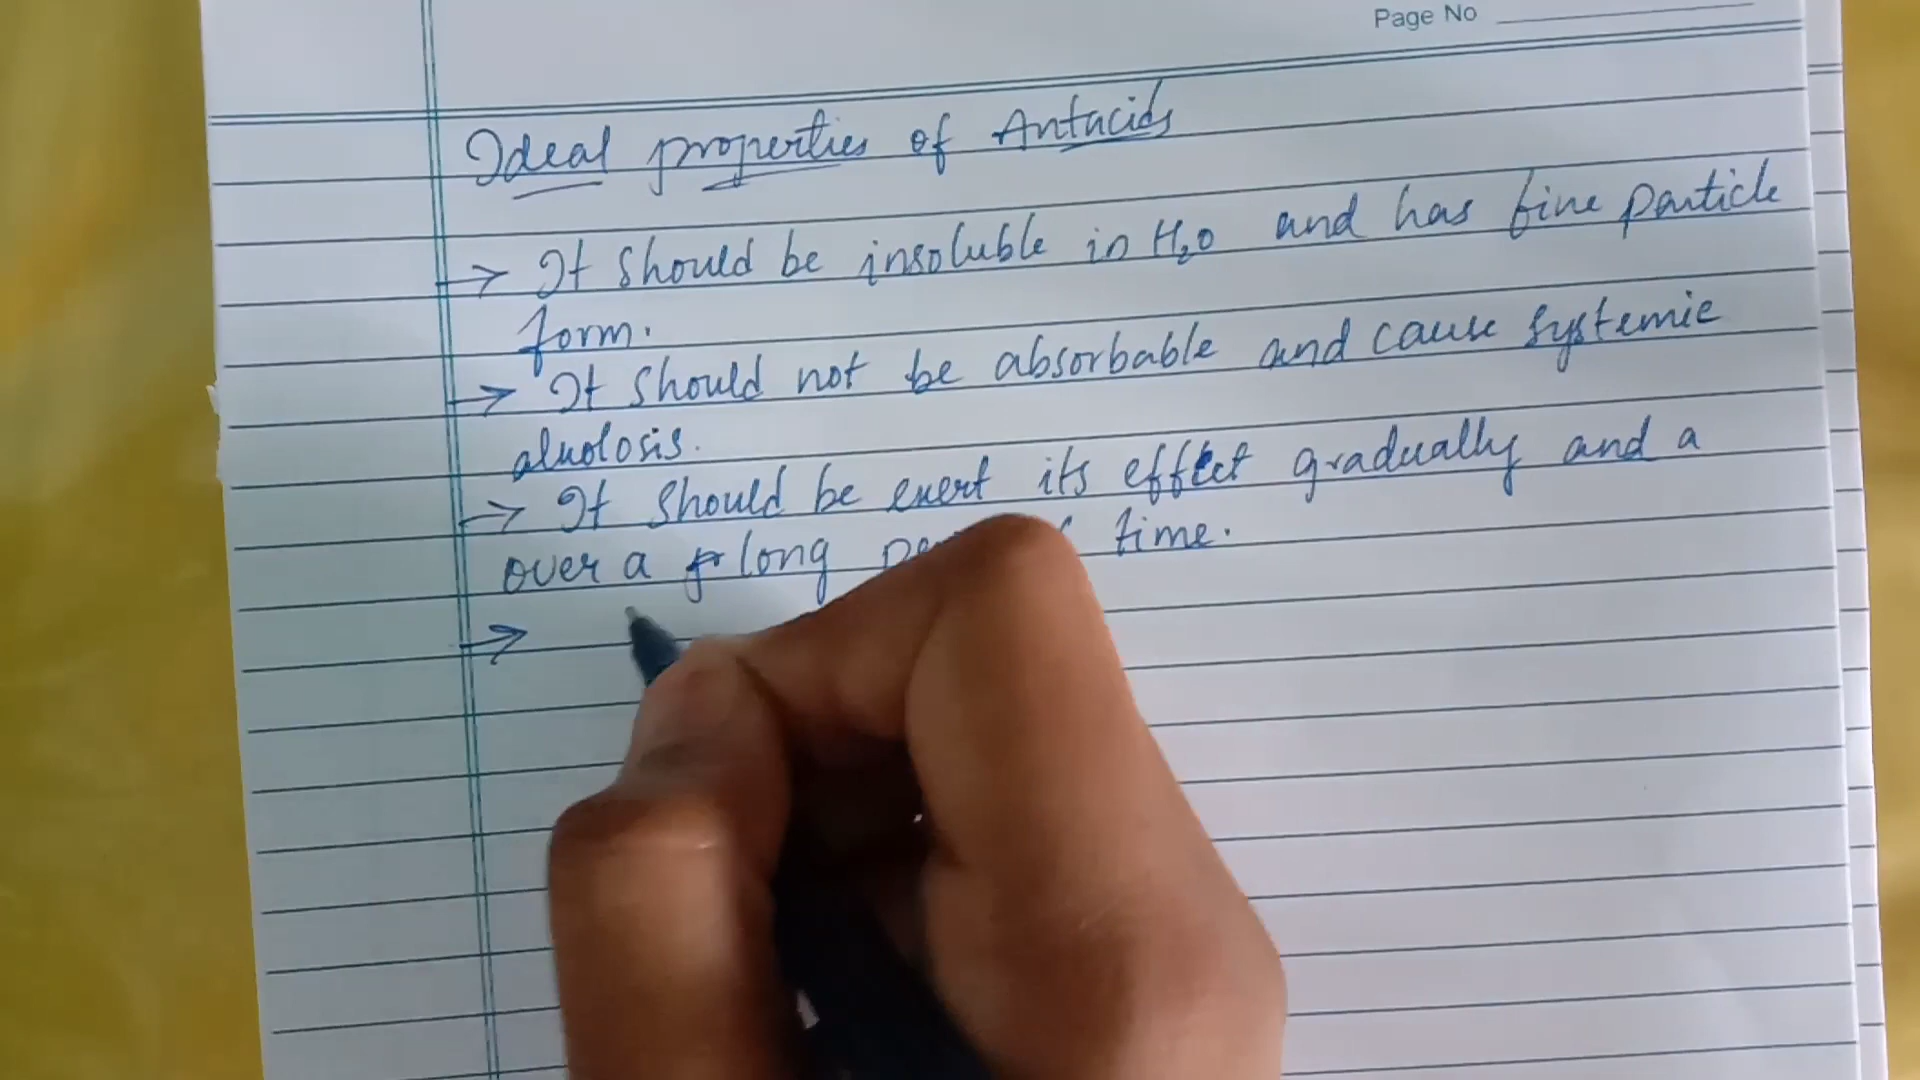 Page No
Ideal properties of Antacids
→ It should be insoluble in H₂O and has fine particle
form.
→ It should not be absorbable and cause systemic
alkolosis.
→ It should be exert its effect gradually and a
over a long time.
→